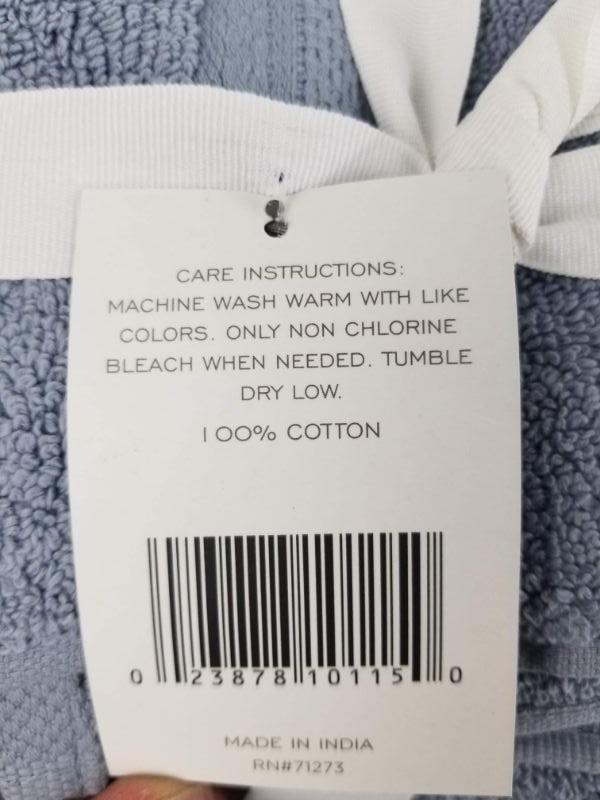 CARE INSTRUCTIONS:
MACHINE WASH WARM WITH LIKE
COLORS. ONLY NON CHLORINE
BLEACH WHEN NEEDED. TUMBLE
DRY LOW.
100% COTTON
0 23878 10115 0
MADE IN INDIA
RN#71273